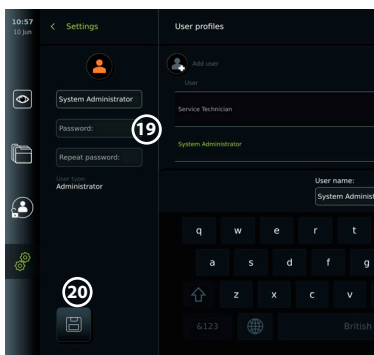 10:57
10 Jun
Settings
User profiles
Add user
User
System Administrator
Service Technician
Password:
19
System Administrator
Repeat password:
User type:
Administrator
User name:
System Administ
q w e r t
a s d f g
20
z x c v
&123
British